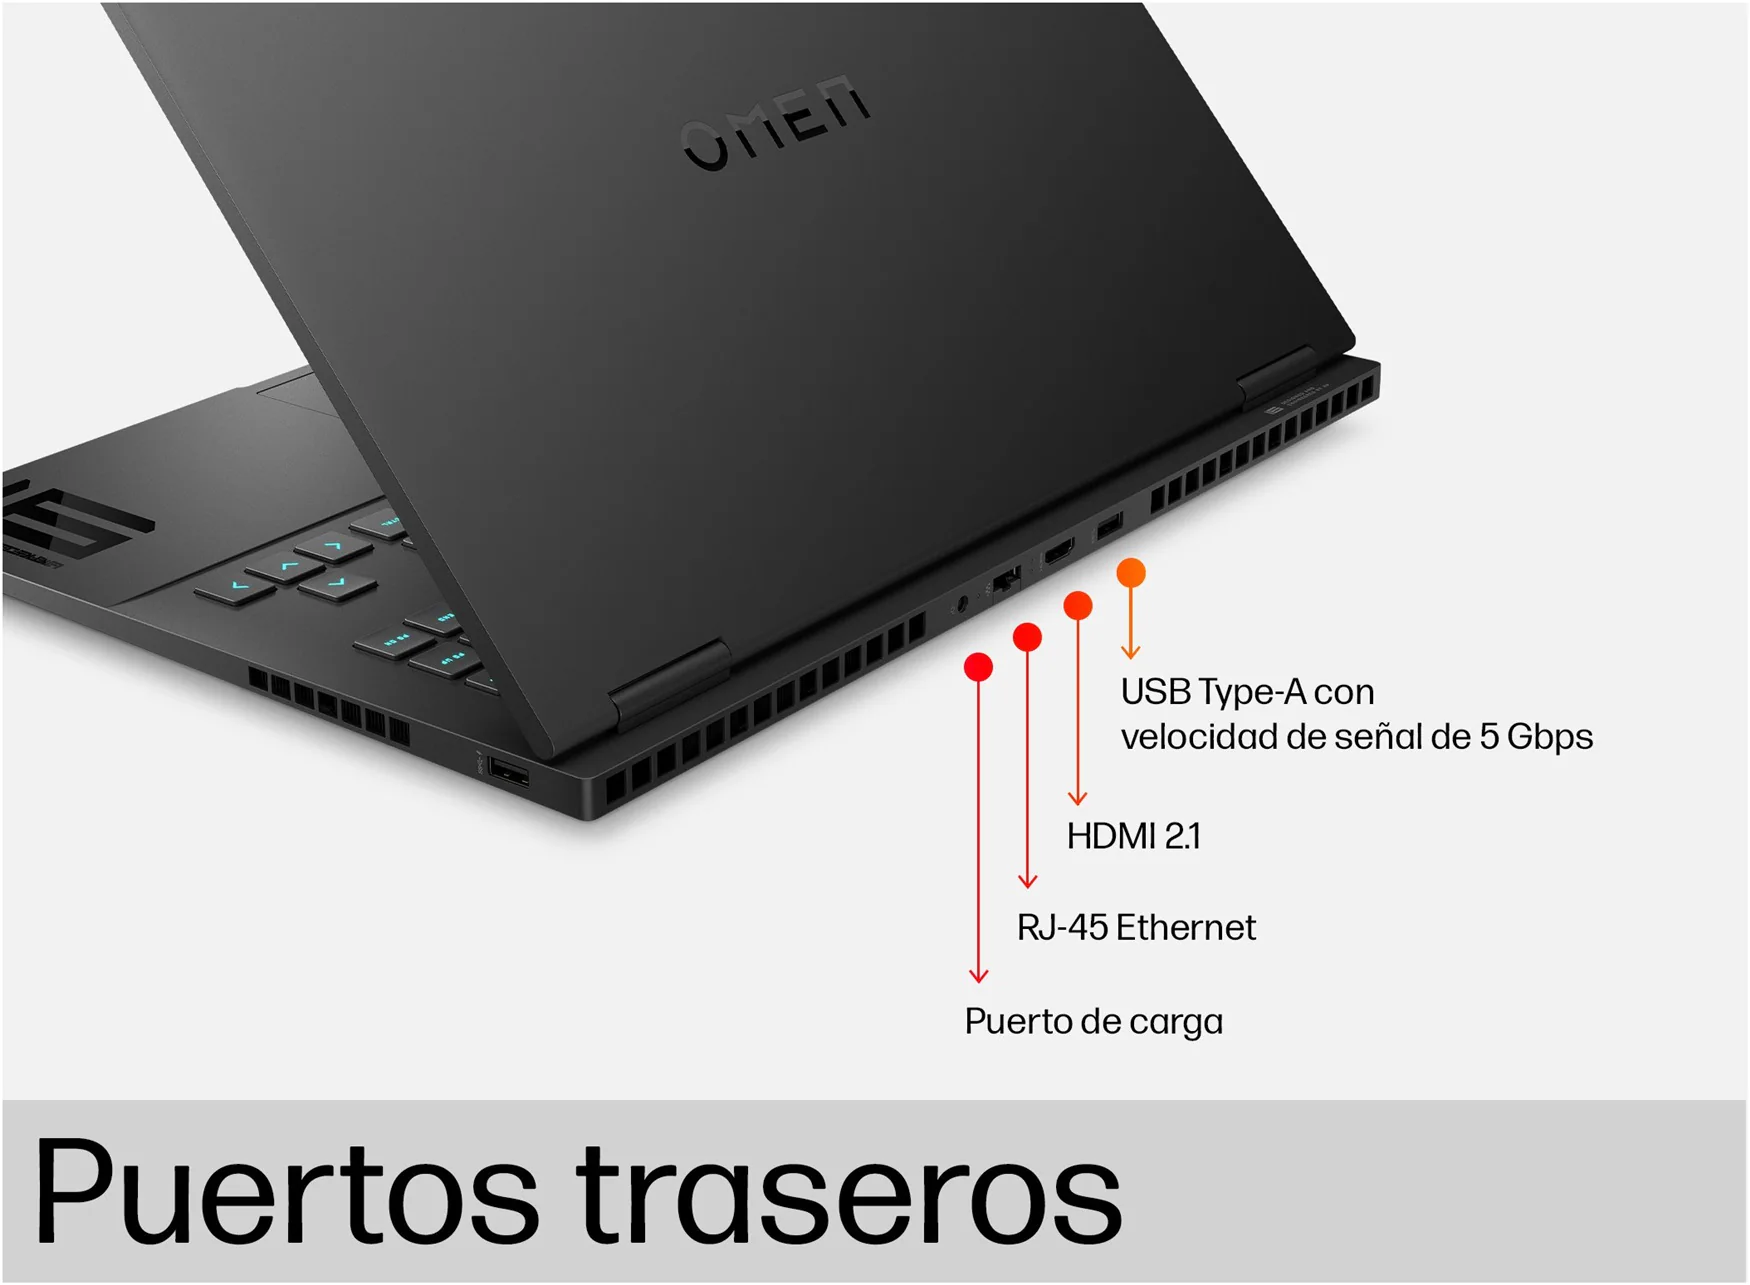 OMEN
USB Type-A con
velocidad de señal de 5 Gbps
HDMI 2.1
RJ-45 Ethernet
Puerto de carga
Puertos traseros